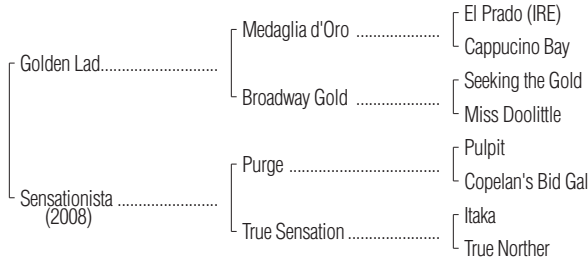 El Prado (IRE)
Medaglia d'Oro ....................
Cappucino Bay
Golden Lad............................
Seeking the Gold
Broadway Gold ......................
Miss Doolittle
Pulpit
Purge ....................................
Copelan's Bid Gal
Sensationista ........................
(2008)
Itaka
True Sensation ......................
True Norther